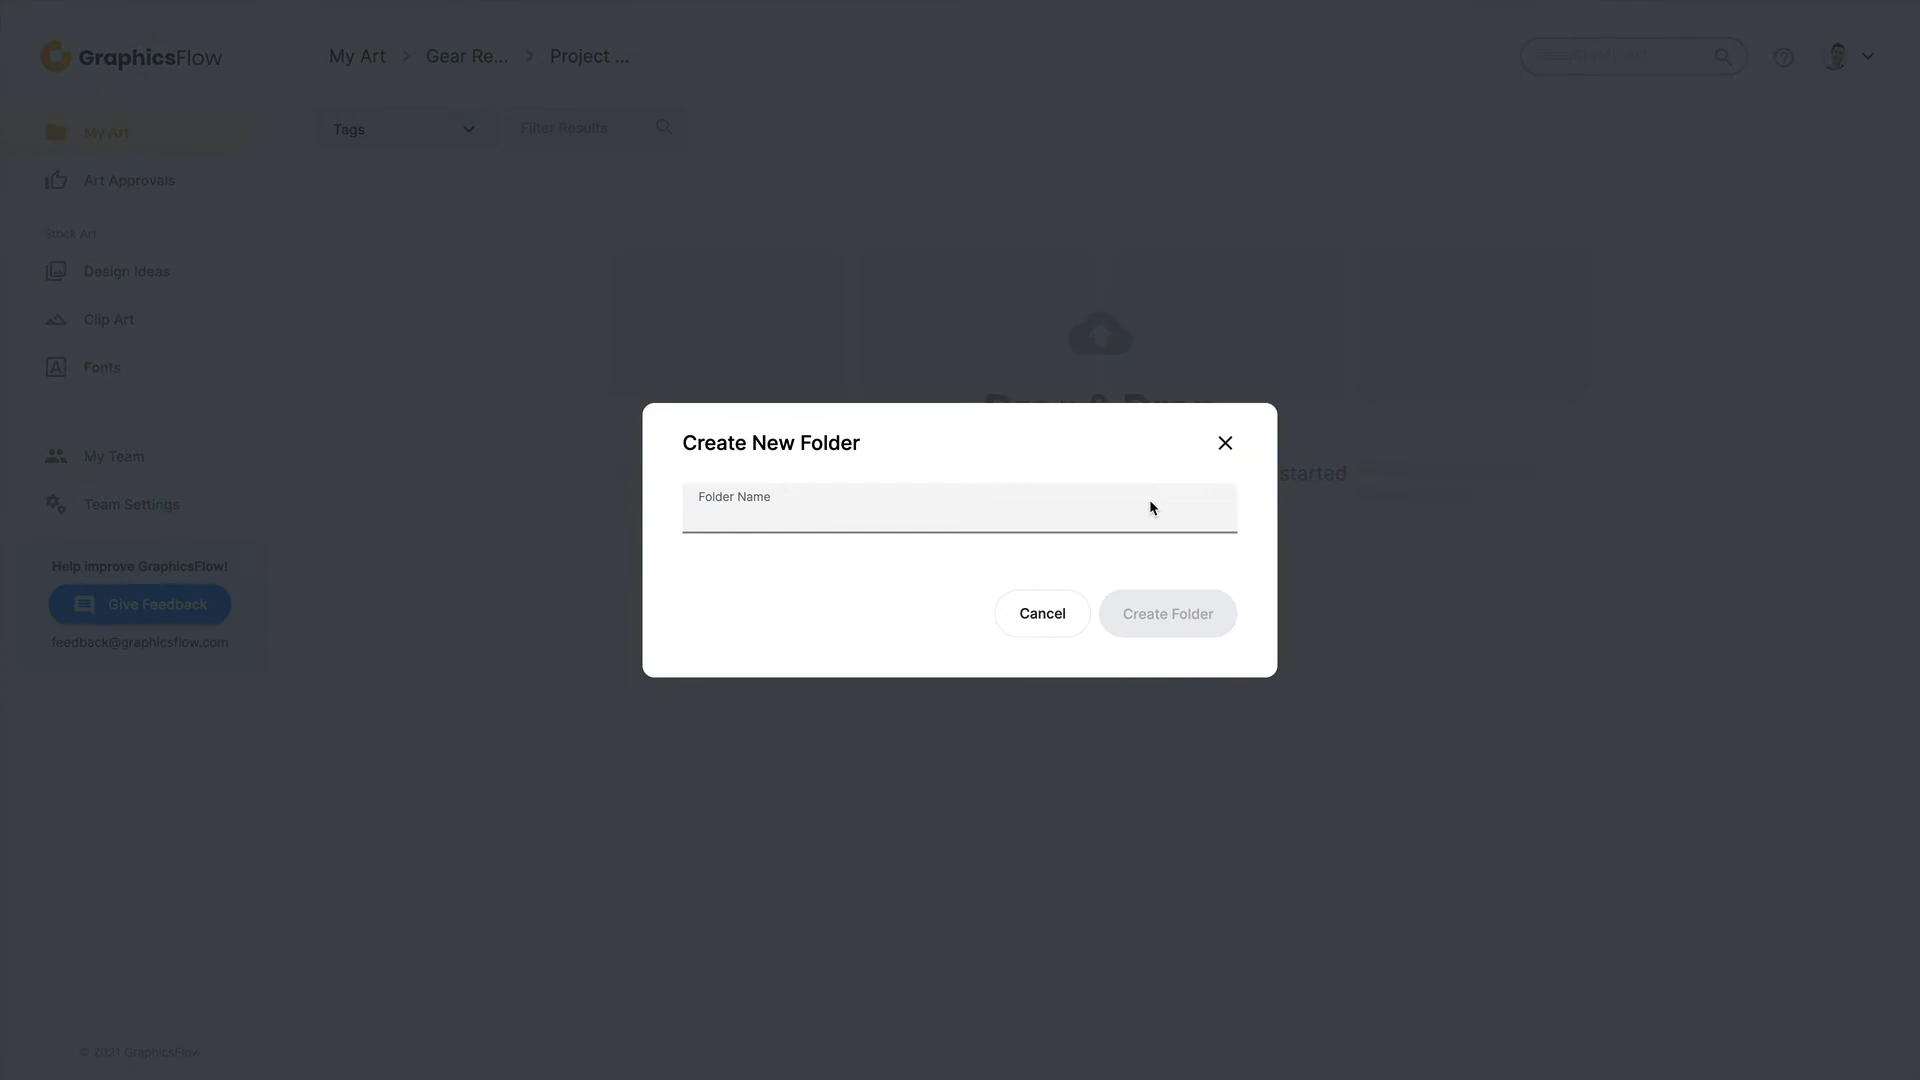 GraphicsFlow
My Art > Gear Re... > Project ...
Tags
Filter Results
My Art
Art Approvals
Stock Art
Design Ideas
Clip Art
Fonts
My Team
Team Settings
Help improve GraphicsFlow!
Give Feedback
feedback@graphicsflow.com
started
Create New Folder
Folder Name
Cancel
Create Folder
© 2021 GraphicsFlow